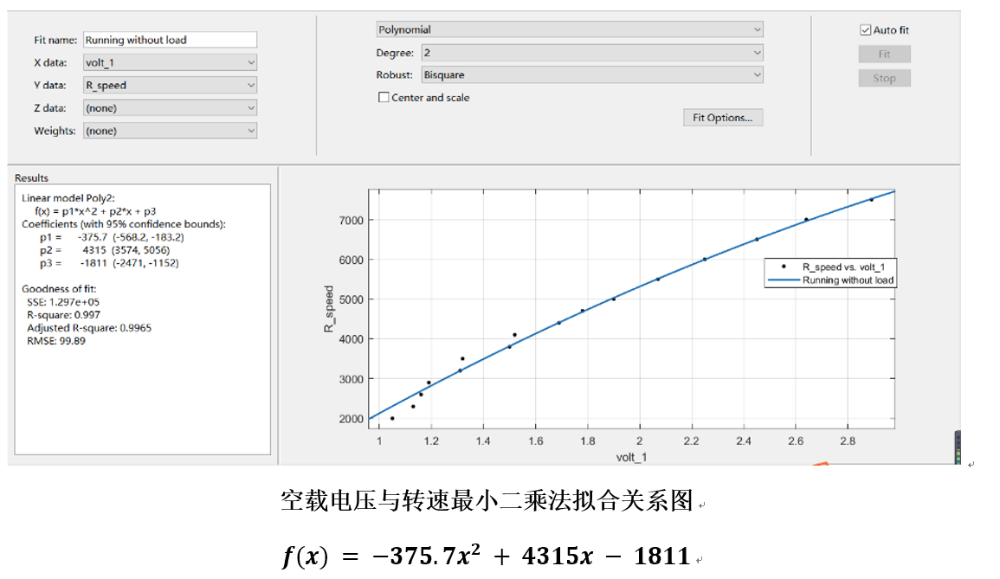 Fit name: Running without load
X data: volt_1
Y data: R_speed
Z data: (none)
Weights: (none)
Polynomial
Degree: 2
Robust: Bisquare
Center and scale
Fit Options...
Auto fit
Fit
Stop
Results
Linear model Poly2:
f(x) = p1*x^2 + p2*x + p3
Coefficients (with 95% confidence bounds):
p1 = -375.7 (-568.2, -183.2)
p2 = 4315 (3574, 5056)
p3 = -1811 (-2471, -1152)
Goodness of fit:
SSE: 1.297e+05
R-square: 0.997
Adjusted R-square: 0.9965
RMSE: 99.89
R_speed
7000
6000
5000
4000
3000
2000
1 1.2 1.4 1.6 1.8 2 2.2 2.4 2.6 2.8
volt_1
R_speed vs. volt_1
Running without load
空载电压与转速最小二乘法拟合关系图
f(x) = −375.7x² + 4315x − 1811